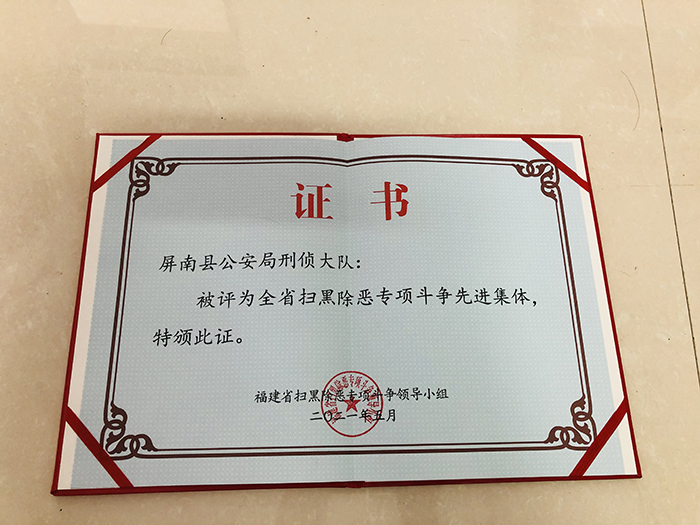 证书
屏南县公安局刑侦大队：
被评为全省扫黑除恶专项斗争先进集体，
特颁此证。
福建省扫黑除恶专项斗争领导小组
二〇二一年五月